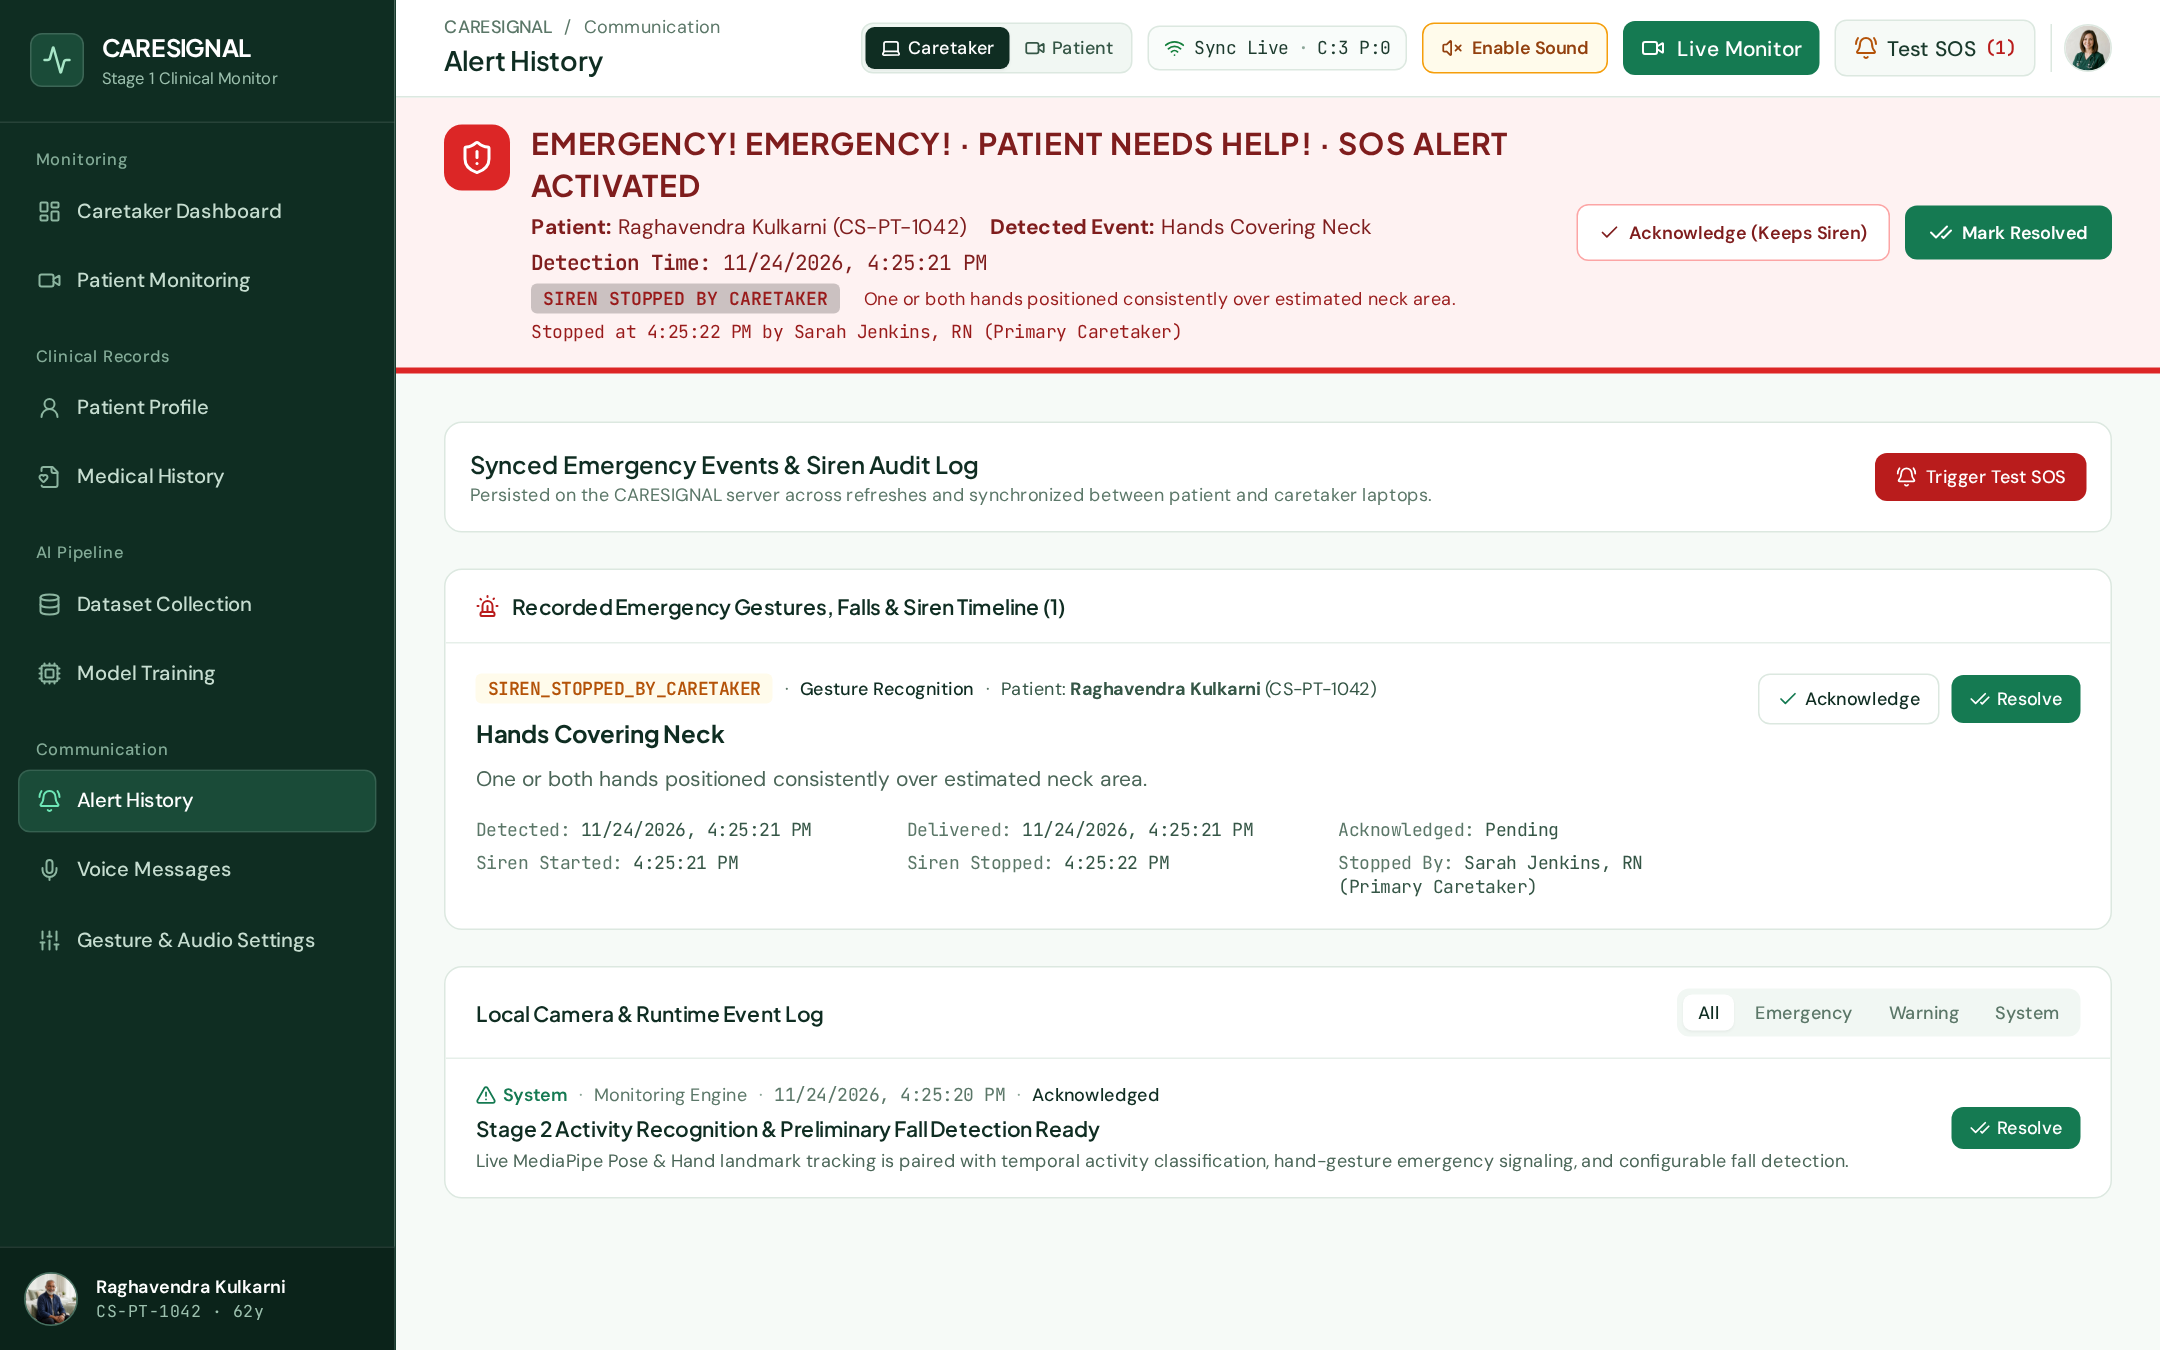 CARESIGNAL
Stage 1 Clinical Monitor
Monitoring
Caretaker Dashboard
Patient Monitoring
Clinical Records
Patient Profile
Medical History
AI Pipeline
Dataset Collection
Model Training
Communication
Alert History
Voice Messages
Gesture & Audio Settings
Raghavendra Kulkarni
CS-PT-1042 · 62y
CARESIGNAL / Communication
Alert History
Caretaker Patient
Sync Live · C:3 P:0
Enable Sound
Live Monitor
Test SOS (1)
EMERGENCY! EMERGENCY! · PATIENT NEEDS HELP! · SOS ALERT
ACTIVATED
Patient: Raghavendra Kulkarni (CS-PT-1042) Detected Event: Hands Covering Neck
Detection Time: 11/24/2026, 4:25:21 PM
SIREN STOPPED BY CARETAKER One or both hands positioned consistently over estimated neck area.
Stopped at 4:25:22 PM by Sarah Jenkins, RN (Primary Caretaker)
Acknowledge (Keeps Siren) Mark Resolved
Synced Emergency Events & Siren Audit Log
Persisted on the CARESIGNAL server across refreshes and synchronized between patient and caretaker laptops.
Trigger Test SOS
Recorded Emergency Gestures, Falls & Siren Timeline (1)
SIREN_STOPPED_BY_CARETAKER · Gesture Recognition · Patient: Raghavendra Kulkarni (CS-PT-1042)
Acknowledge Resolve
Hands Covering Neck
One or both hands positioned consistently over estimated neck area.
Detected: 11/24/2026, 4:25:21 PM Delivered: 11/24/2026, 4:25:21 PM Acknowledged: Pending
Siren Started: 4:25:21 PM Siren Stopped: 4:25:22 PM Stopped By: Sarah Jenkins, RN
(Primary Caretaker)
Local Camera & Runtime Event Log
All Emergency Warning System
System · Monitoring Engine · 11/24/2026, 4:25:20 PM · Acknowledged
Stage 2 Activity Recognition & Preliminary Fall Detection Ready
Live MediaPipe Pose & Hand landmark tracking is paired with temporal activity classification, hand-gesture emergency signaling, and configurable fall detection.
Resolve